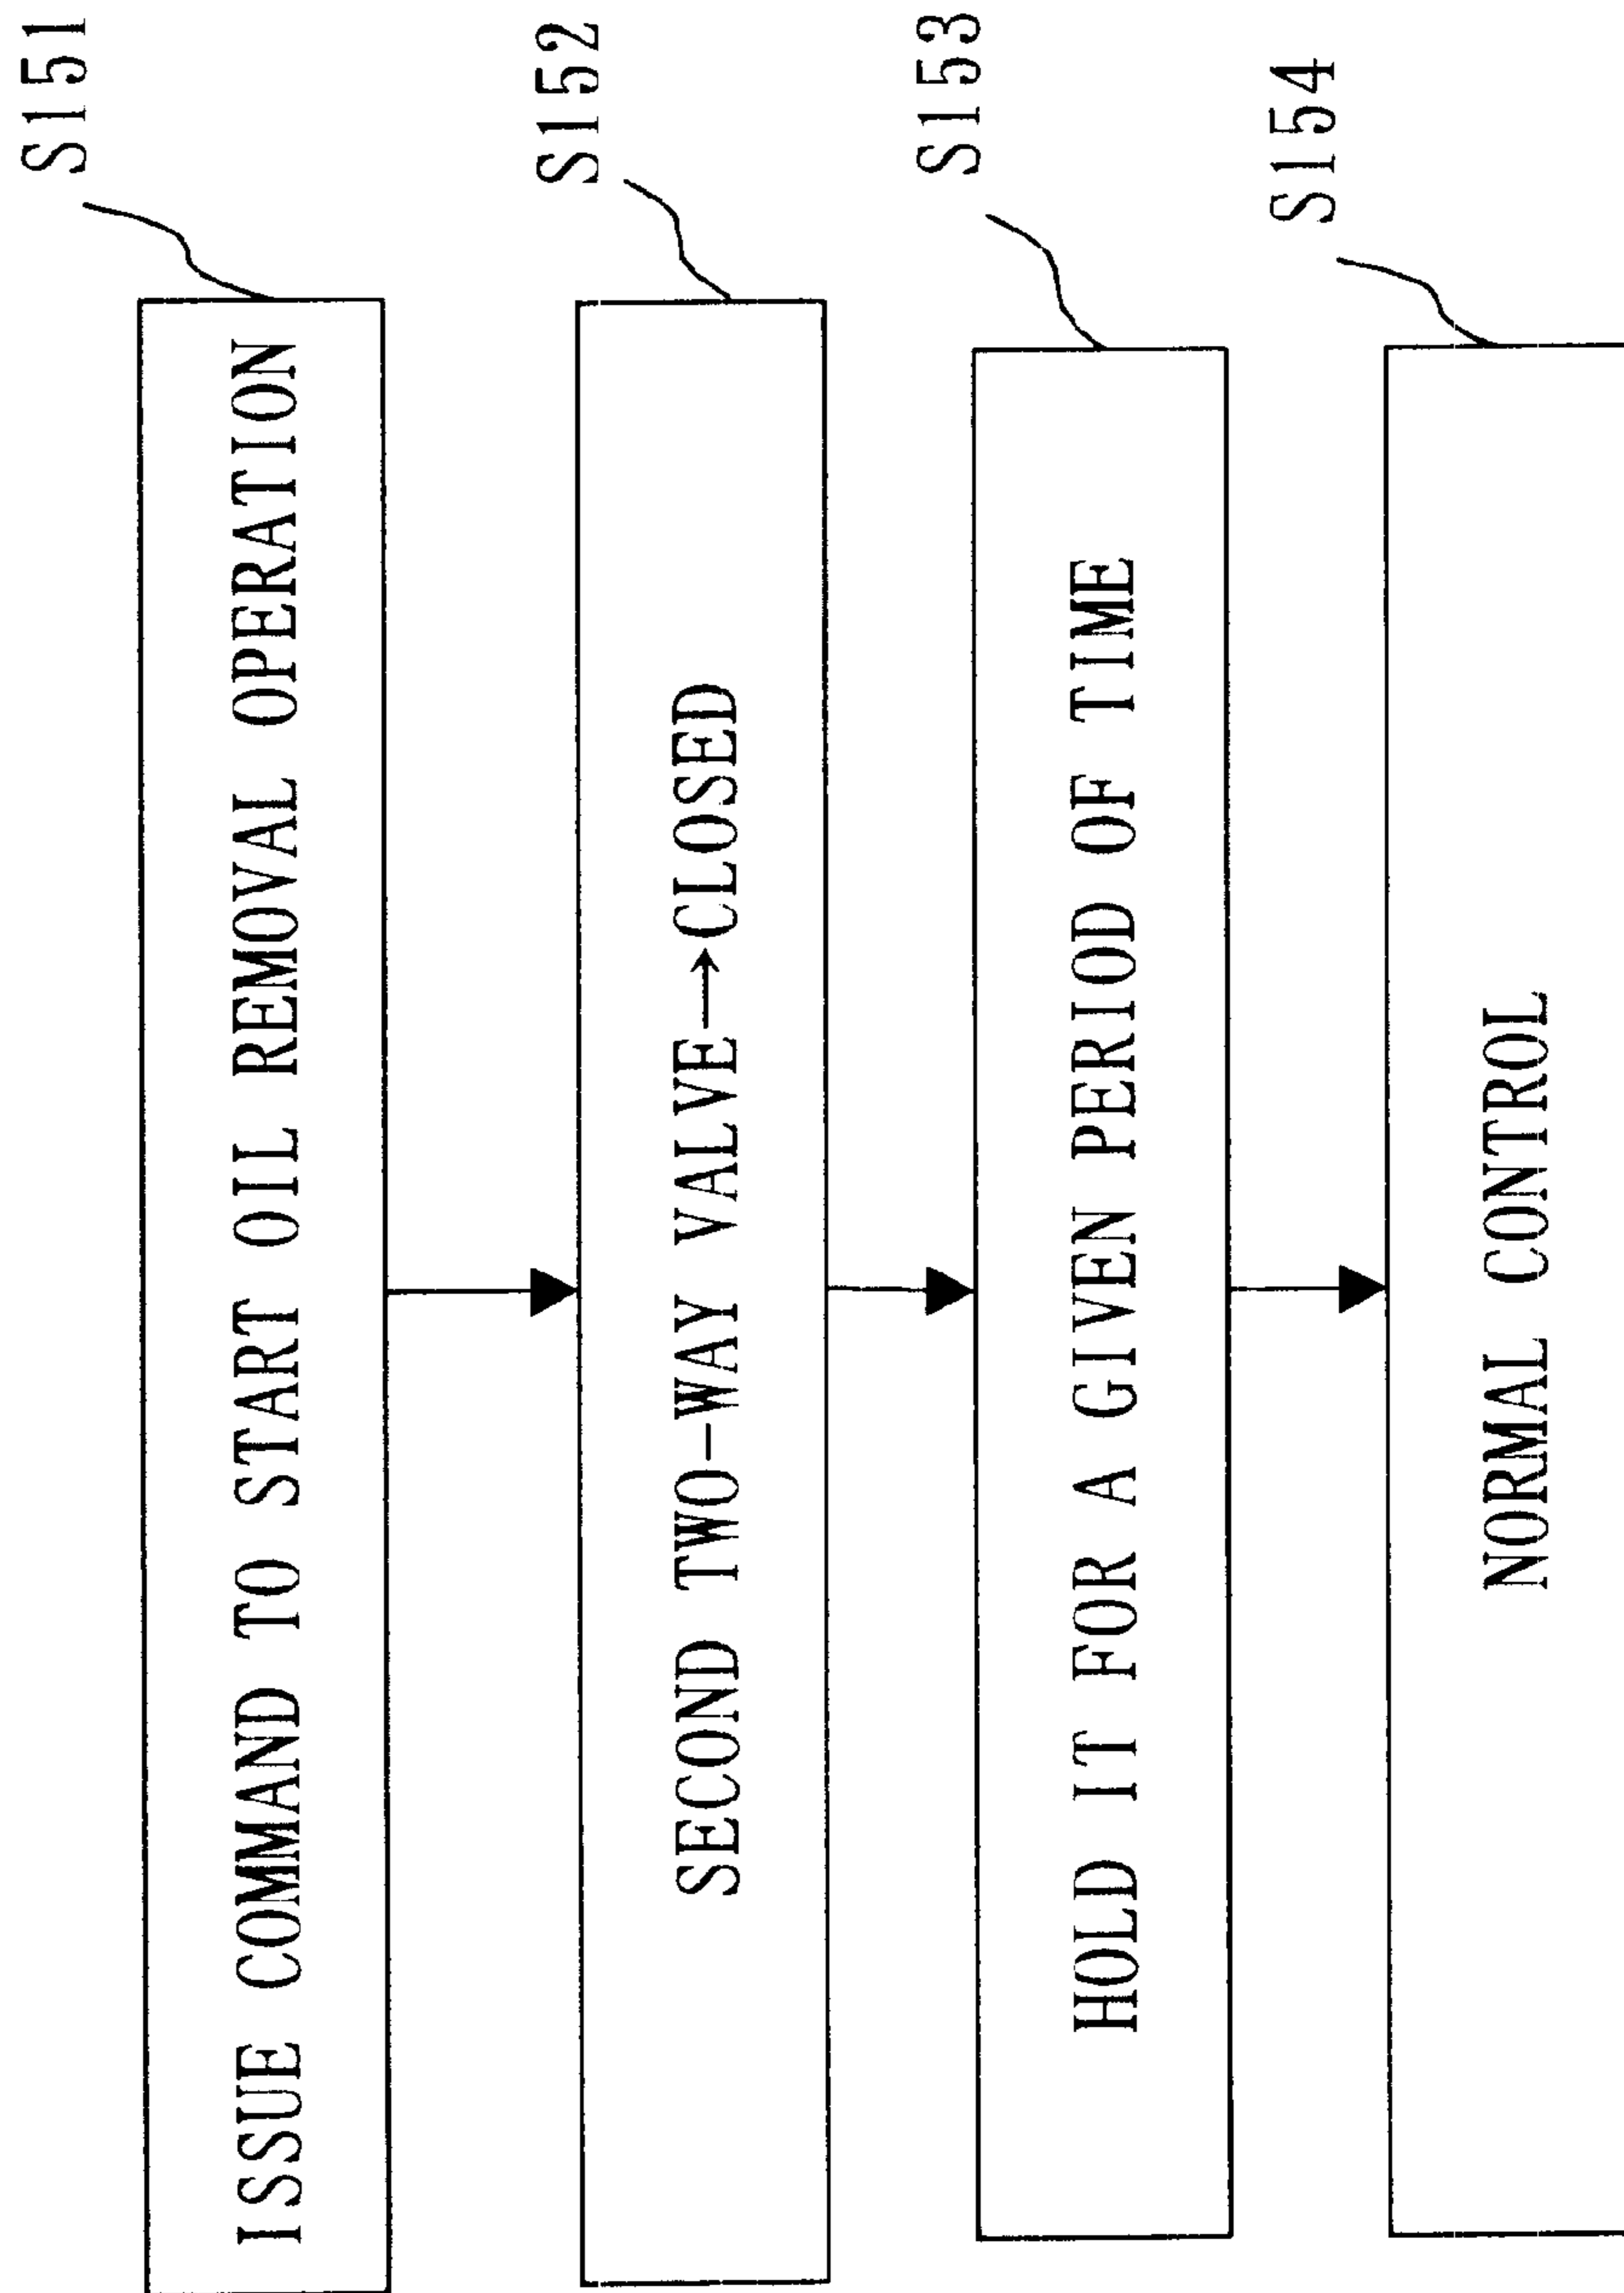 S151
ISSUE COMMAND TO START OIL REMOVAL OPERATION
S152
SECOND TWO-WAY VALVE→CLOSED
S153
HOLD IT FOR A GIVEN PERIOD OF TIME
S154
NORMAL CONTROL